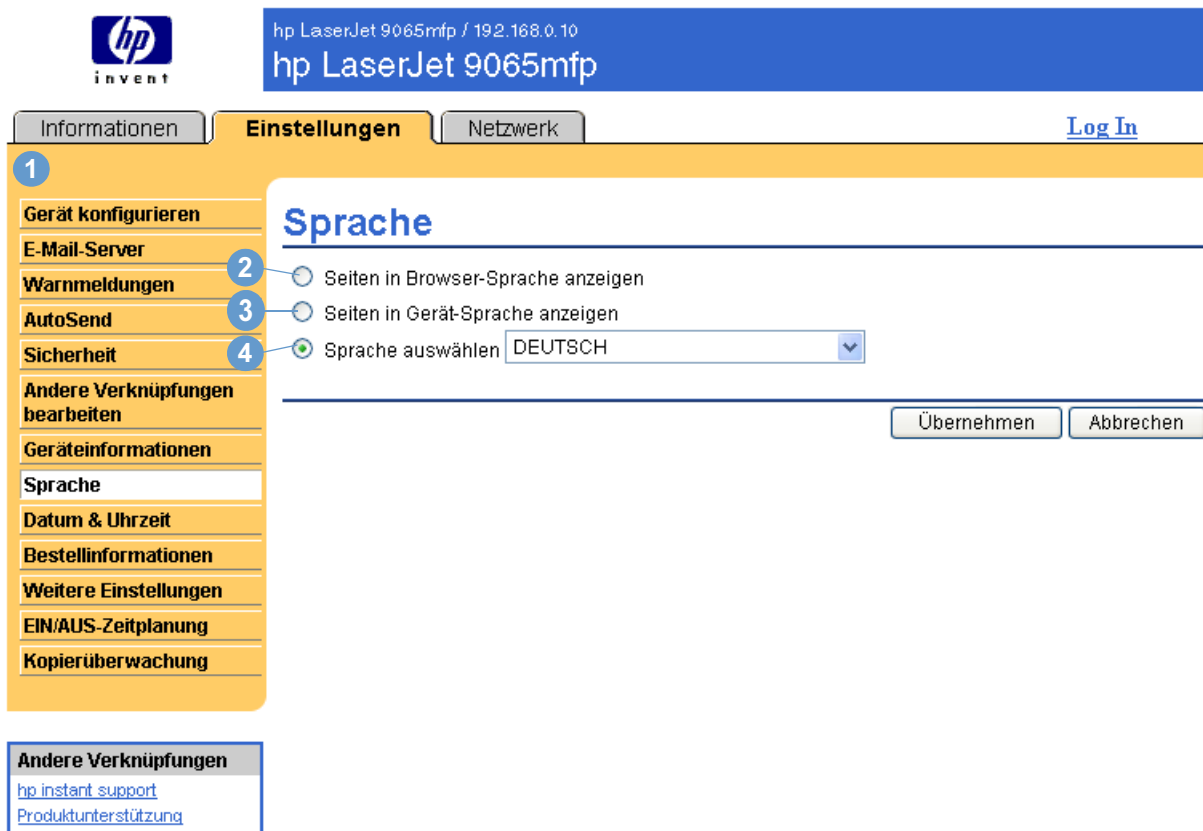 hp
invent
hp LaserJet 9065mfp / 192.168.0.10
hp LaserJet 9065mfp
Informationen
Einstellungen
Netzwerk
Log In
1
Gerät konfigurieren
E-Mail-Server
Warnmeldungen
AutoSend
Sicherheit
Andere Verknüpfungen
bearbeiten
Geräteinformationen
Sprache
Datum & Uhrzeit
Bestellinformationen
Weitere Einstellungen
EIN/AUS-Zeitplanung
Kopierüberwachung
Sprache
2
Seiten in Browser-Sprache anzeigen
3
Seiten in Gerät-Sprache anzeigen
4
Sprache auswählen DEUTSCH
Übernehmen Abbrechen
Andere Verknüpfungen
hp instant support
Produktunterstützung